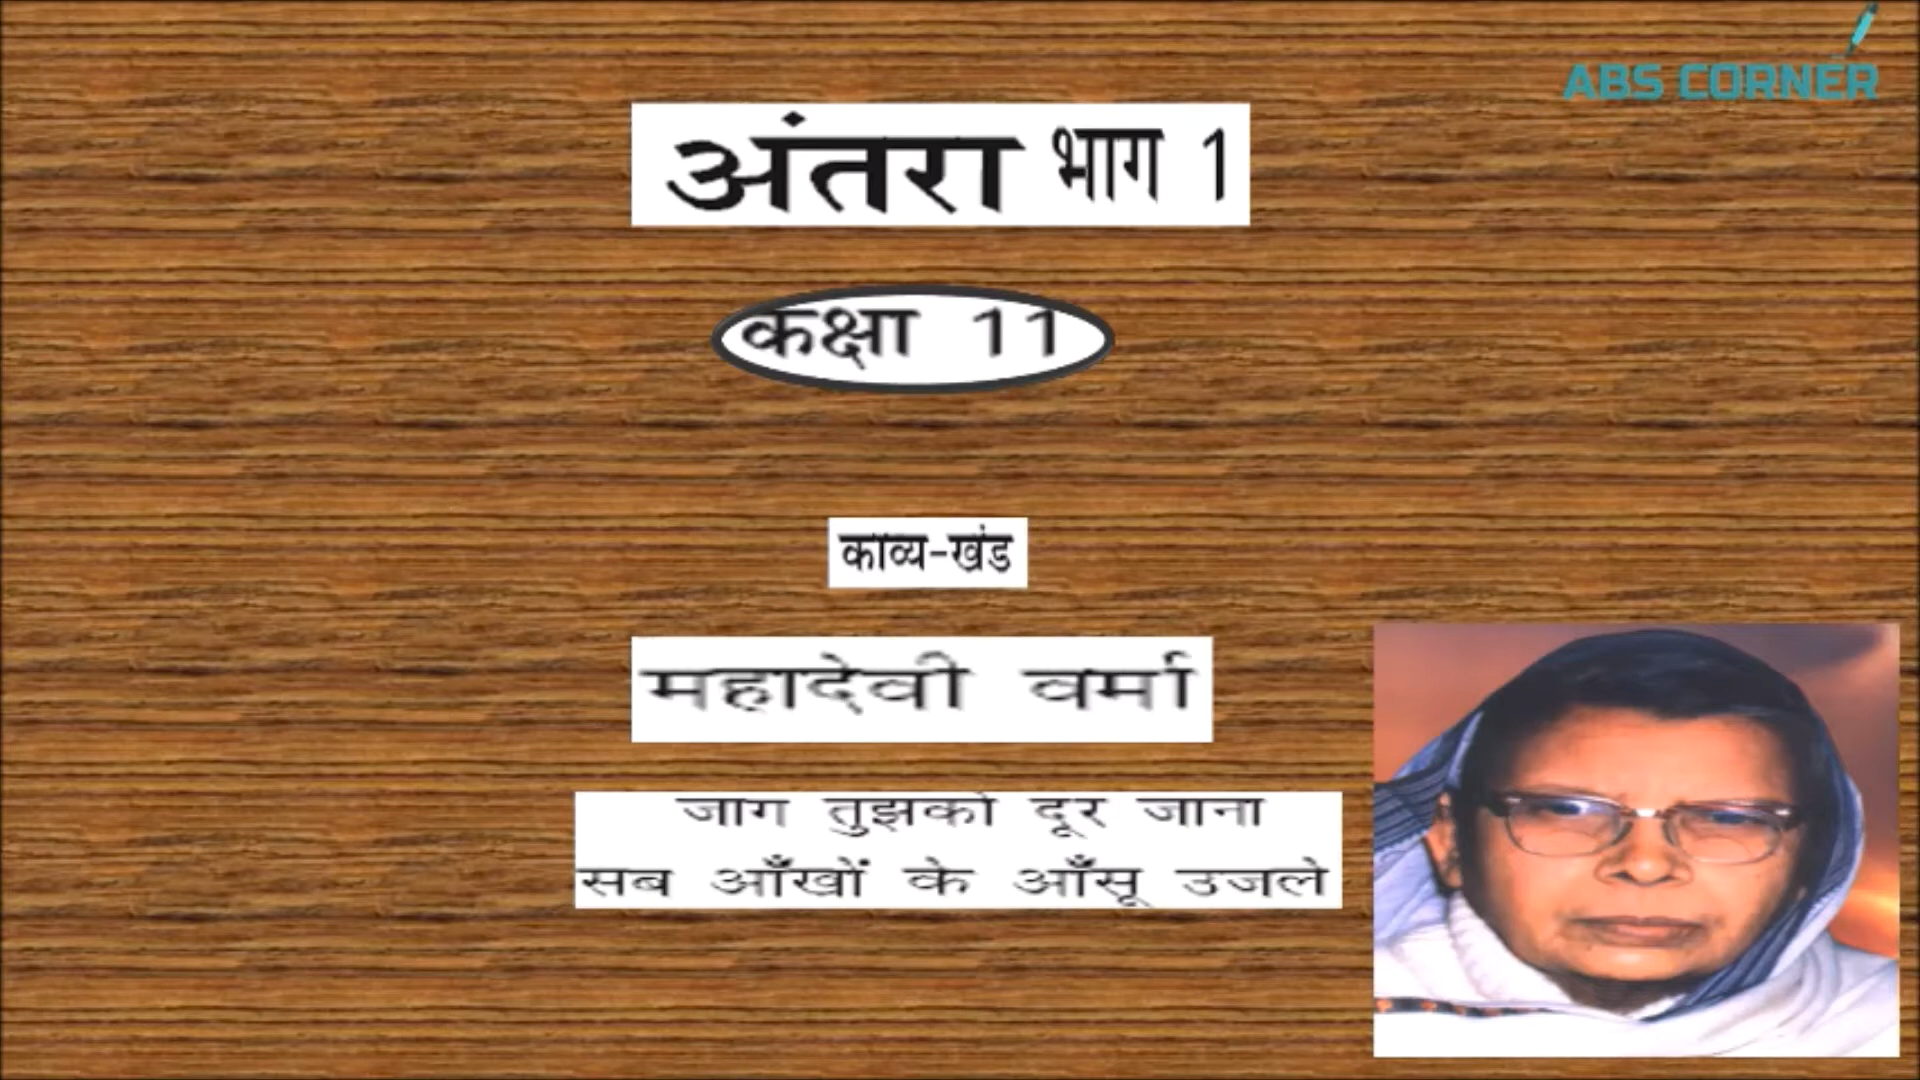 ABS CORNER
अंतरा भाग 1
कक्षा 11
काव्य-खंड
महादेवी वर्मा
जाग तुझको दूर जाना
सब आँखों के आँसू उजले